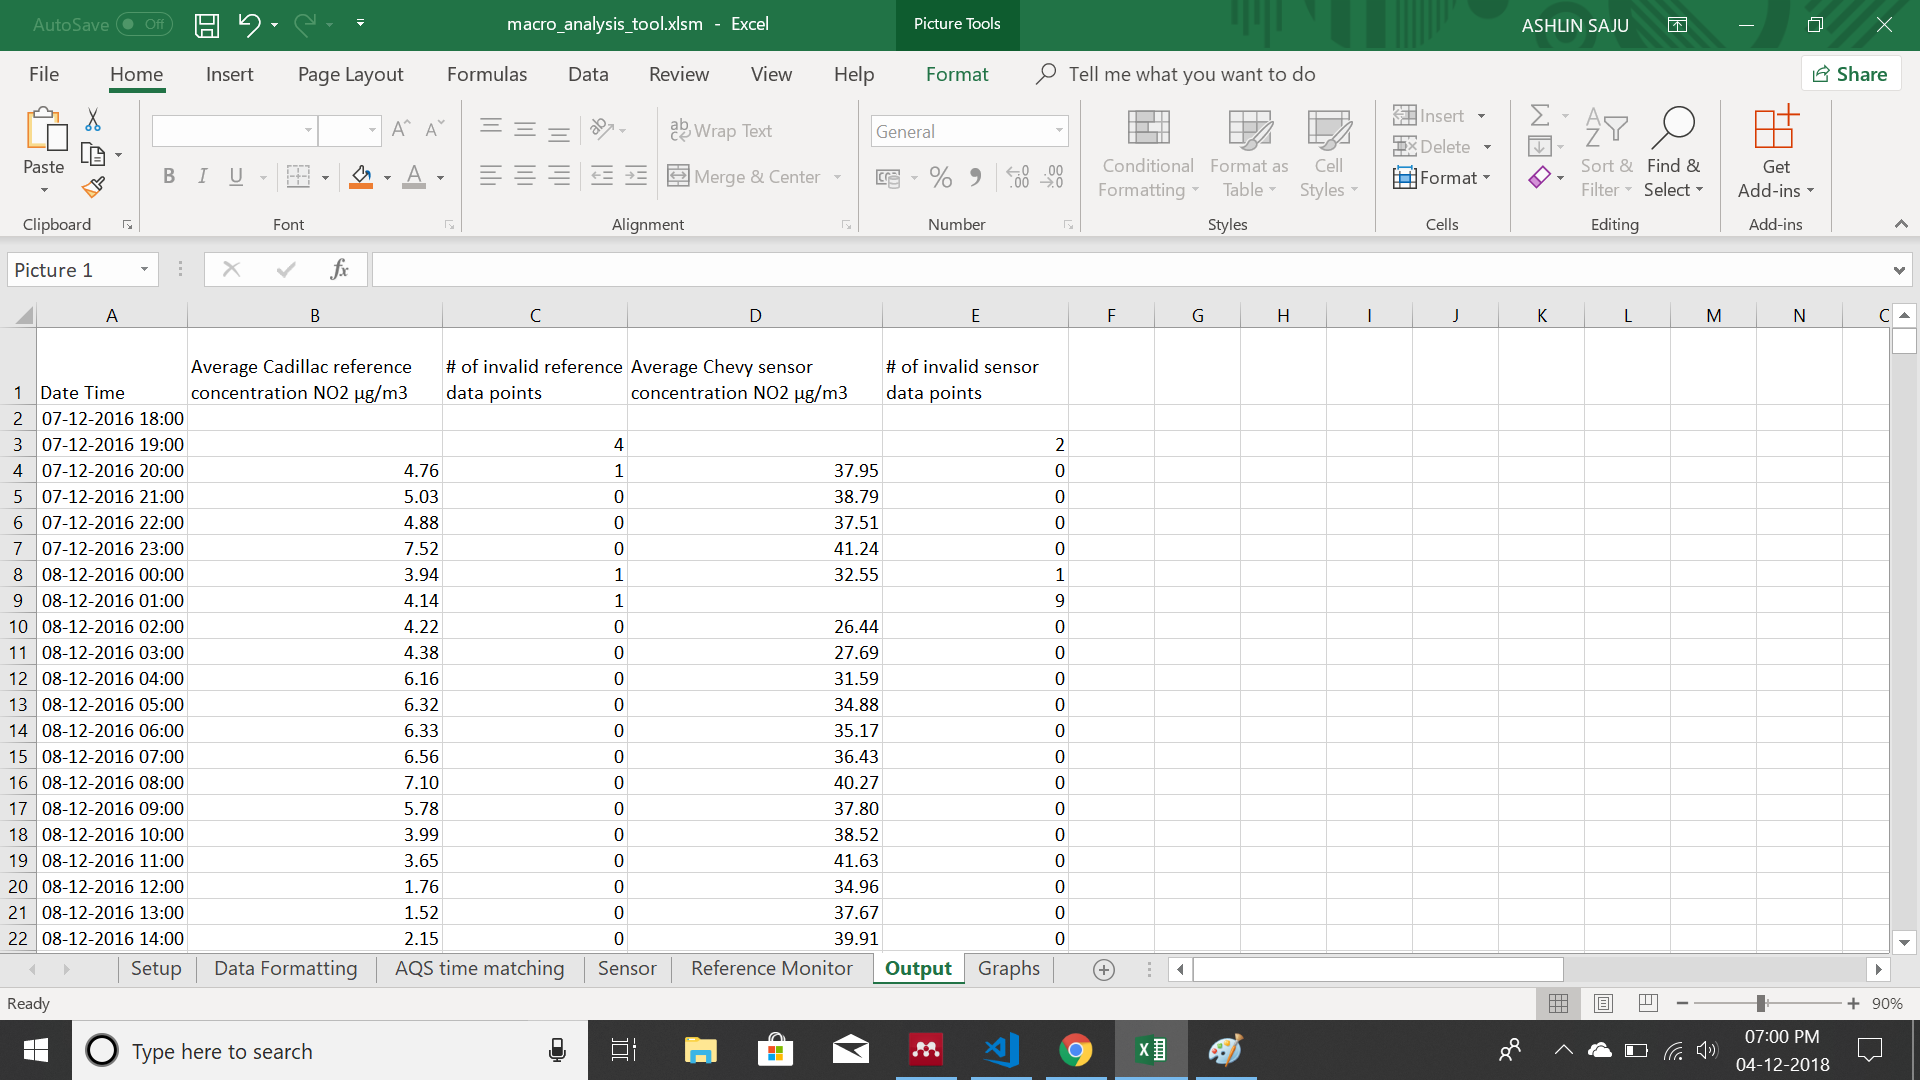 AutoSave Off macro_analysis_tool.xlsm - Excel Picture Tools ASHLIN SAJU
File Home Insert Page Layout Formulas Data Review View Help Format Tell me what you want to do Share
Paste
Clipboard
B I U A
Font
Wrap Text
Merge & Center
Alignment
General
Number
Conditional Formatting
Format as Table
Cell Styles
Styles
Insert
Delete
Format
Cells
Sort & Filter
Find & Select
Editing
Get Add-ins
Add-ins
Picture 1 fx
A B C D E F G H I J K L M N
1 Date Time Average Cadillac reference concentration NO2 µg/m3 # of invalid reference data points Average Chevy sensor concentration NO2 µg/m3 # of invalid sensor data points
2 07-12-2016 18:00
3 07-12-2016 19:00 4 2
4 07-12-2016 20:00 4.76 1 37.95 0
5 07-12-2016 21:00 5.03 0 38.79 0
6 07-12-2016 22:00 4.88 0 37.51 0
7 07-12-2016 23:00 7.52 0 41.24 0
8 08-12-2016 00:00 3.94 1 32.55 1
9 08-12-2016 01:00 4.14 1 9
10 08-12-2016 02:00 4.22 0 26.44 0
11 08-12-2016 03:00 4.38 0 27.69 0
12 08-12-2016 04:00 6.16 0 31.59 0
13 08-12-2016 05:00 6.32 0 34.88 0
14 08-12-2016 06:00 6.33 0 35.17 0
15 08-12-2016 07:00 6.56 0 36.43 0
16 08-12-2016 08:00 7.10 0 40.27 0
17 08-12-2016 09:00 5.78 0 37.80 0
18 08-12-2016 10:00 3.99 0 38.52 0
19 08-12-2016 11:00 3.65 0 41.63 0
20 08-12-2016 12:00 1.76 0 34.96 0
21 08-12-2016 13:00 1.52 0 37.67 0
22 08-12-2016 14:00 2.15 0 39.91 0
Setup Data Formatting AQS time matching Sensor Reference Monitor Output Graphs
Ready 90%
Type here to search 07:00 PM
04-12-2018